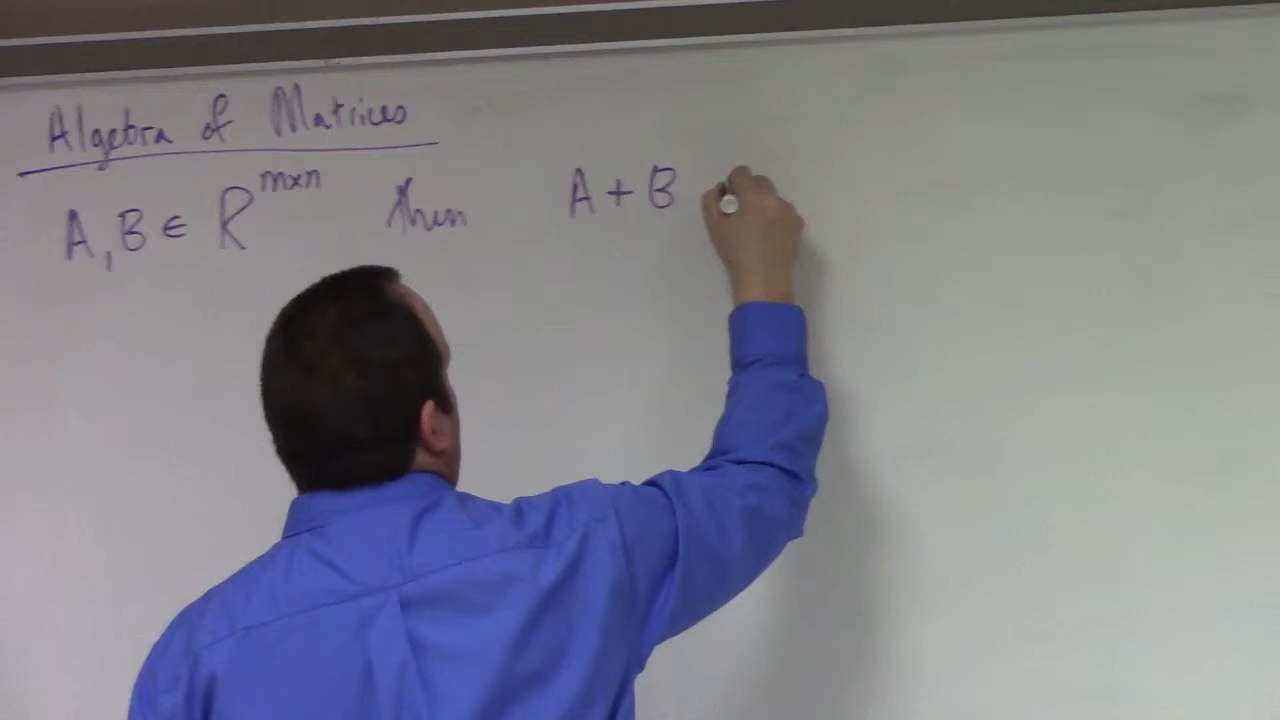 Algebra of Matrices
A, B ∈ R^{m×n} then A + B